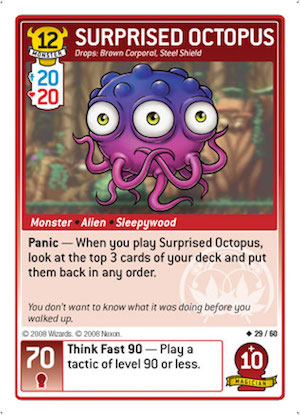 12
MONSTER
SURPRISED OCTOPUS
Drops: Brown Corporal, Steel Shield
20
20
Monster • Alien • Sleepywood
Panic — When you play Surprised Octopus,
look at the top 3 cards of your deck and put
them back in any order.
You don't want to know what it was doing before you
walked up.
© 2008 Wizards. © 2008 Nexon.
◆ 29 / 60
70
Think Fast 90 — Play a
tactic of level 90 or less.
+
10
MAGICIAN